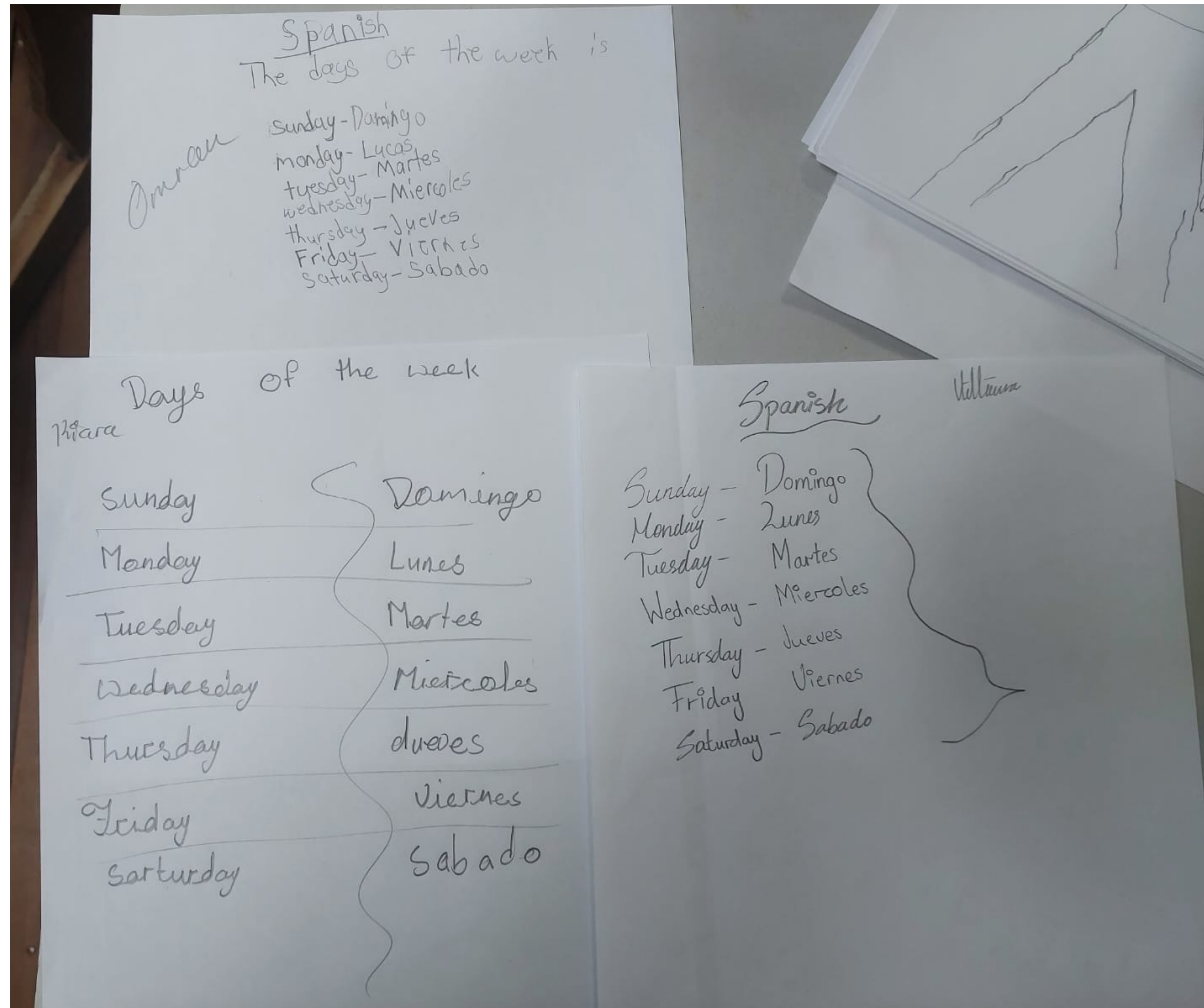 Spanish
The days of the week is
sunday - Domingo
monday - Lucas
tuesday - Martes
wednesday - Miercoles
thursday - Jueves
Friday - Viernes
saturday - Sabado
Days of the week
Kiara
Sunday Domingo
Monday Lunes
Tuesday Martes
Wednesday Miercoles
Thursday dueves
Friday Viernes
Sarturday Sabado
Spanish
Sunday - Domingo
Monday - Lunes
Tuesday - Martes
Wednesday - Miercoles
Thursday - Jueves
Friday Viernes
Saturday - Sabado